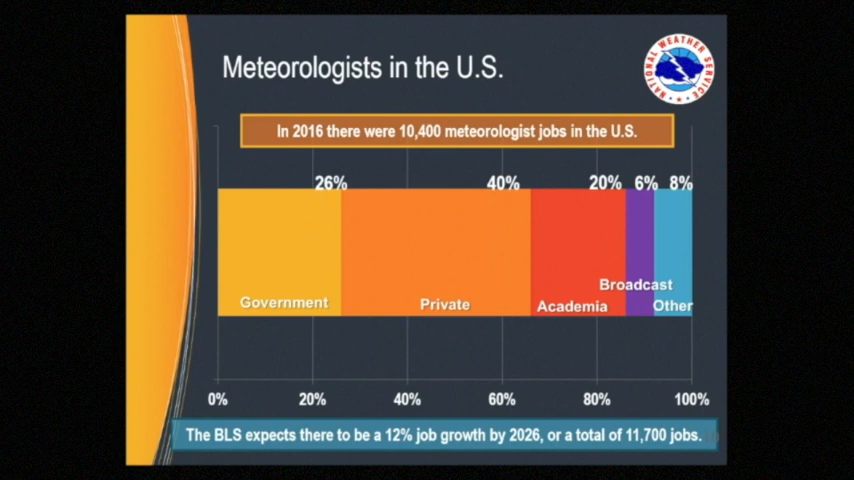 Meteorologists in the U.S.
NATIONAL WEATHER SERVICE
In 2016 there were 10,400 meteorologist jobs in the U.S.
26% 40% 20% 6% 8%
Broadcast
Government Private Academia Other
0% 20% 40% 60% 80% 100%
The BLS expects there to be a 12% job growth by 2026, or a total of 11,700 jobs.